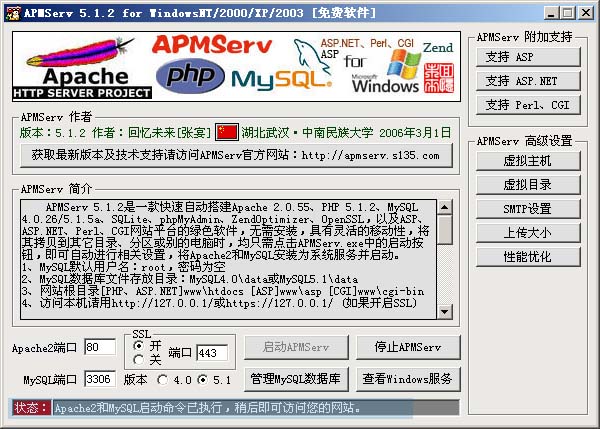 APMServ 5.1.2 for WindowsNT/2000/XP/2003 [免费软件]
Apache
HTTP SERVER PROJECT
APMServ
php
MySQL
ASP.NET、Perl、CGI
ASP
for
Microsoft
Windows
Zend
APMServ 作者
版本：5.1.2 作者：回忆未来[张宴] 湖北武汉·中南民族大学 2006年3月1日
获取最新版本及技术支持请访问APMServ官方网站：http://apmserv.s135.com
APMServ 简介
APMServ 5.1.2是一款快速自动搭建Apache 2.0.55、PHP 5.1.2、MySQL
4.0.26/5.1.5a、SQLite、phpMyAdmin、ZendOptimizer、OpenSSL，以及ASP、
ASP.NET、Perl、CGI网站平台的绿色软件，无需安装，具有灵活的移动性，将
其拷贝到其它目录、分区或别的电脑时，均只需点击APMServ.exe中的启动按
钮，即可自动进行相关设置，将Apache2和MySQL安装为系统服务并启动。
1、MySQL默认用户名：root，密码为空
2、MySQL数据库文件存放目录：MySQL4.0\data或MySQL5.1\data
3、网站根目录[PHP、ASP.NET]www\htdocs [ASP]www\asp [CGI]www\cgi-bin
4、访问本机请用http://127.0.0.1/或https://127.0.0.1/ (如果开启SSL)
Apache2端口 80
SSL
开
关
端口 443
启动APMServ
停止APMServ
MySQL端口 3306 版本 4.0 5.1
管理MySQL数据库
查看Windows服务
状态： Apache2和MySQL启动命令已执行，稍后即可访问您的网站。
APMServ 附加支持
支持 ASP
支持 ASP.NET
支持 Perl、CGI
APMServ 高级设置
虚拟主机
虚拟目录
SMTP设置
上传大小
性能优化